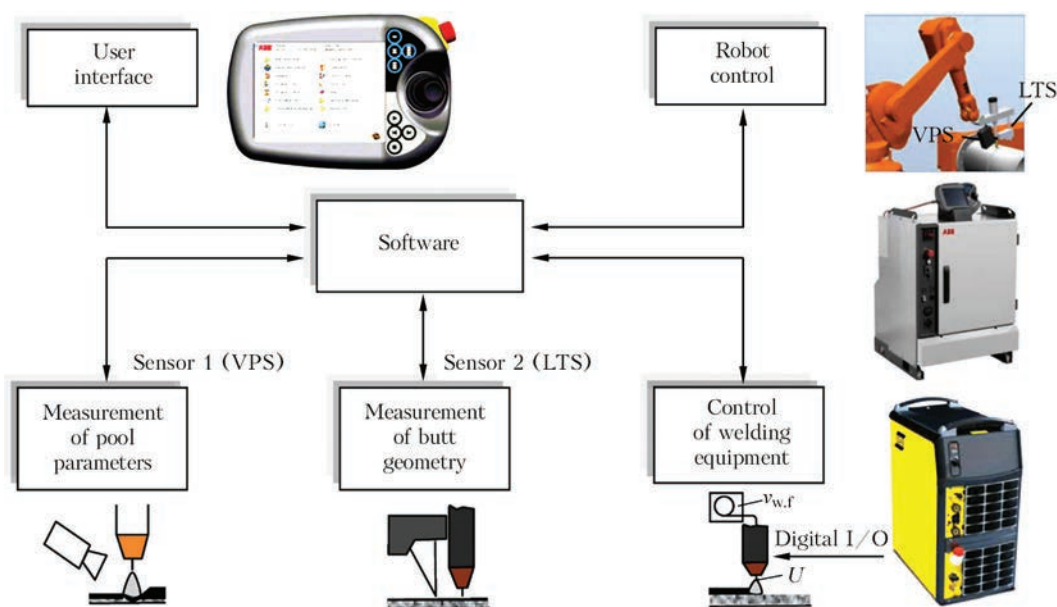 User
interface
ABB
Robot
control
LTS
VPS
Software
ABB
Sensor 1 (VPS)
Sensor 2 (LTS)
Measurement
of pool
parameters
Measurement
of butt
geometry
Control
of welding
equipment
vw.f
Digital I/O
U